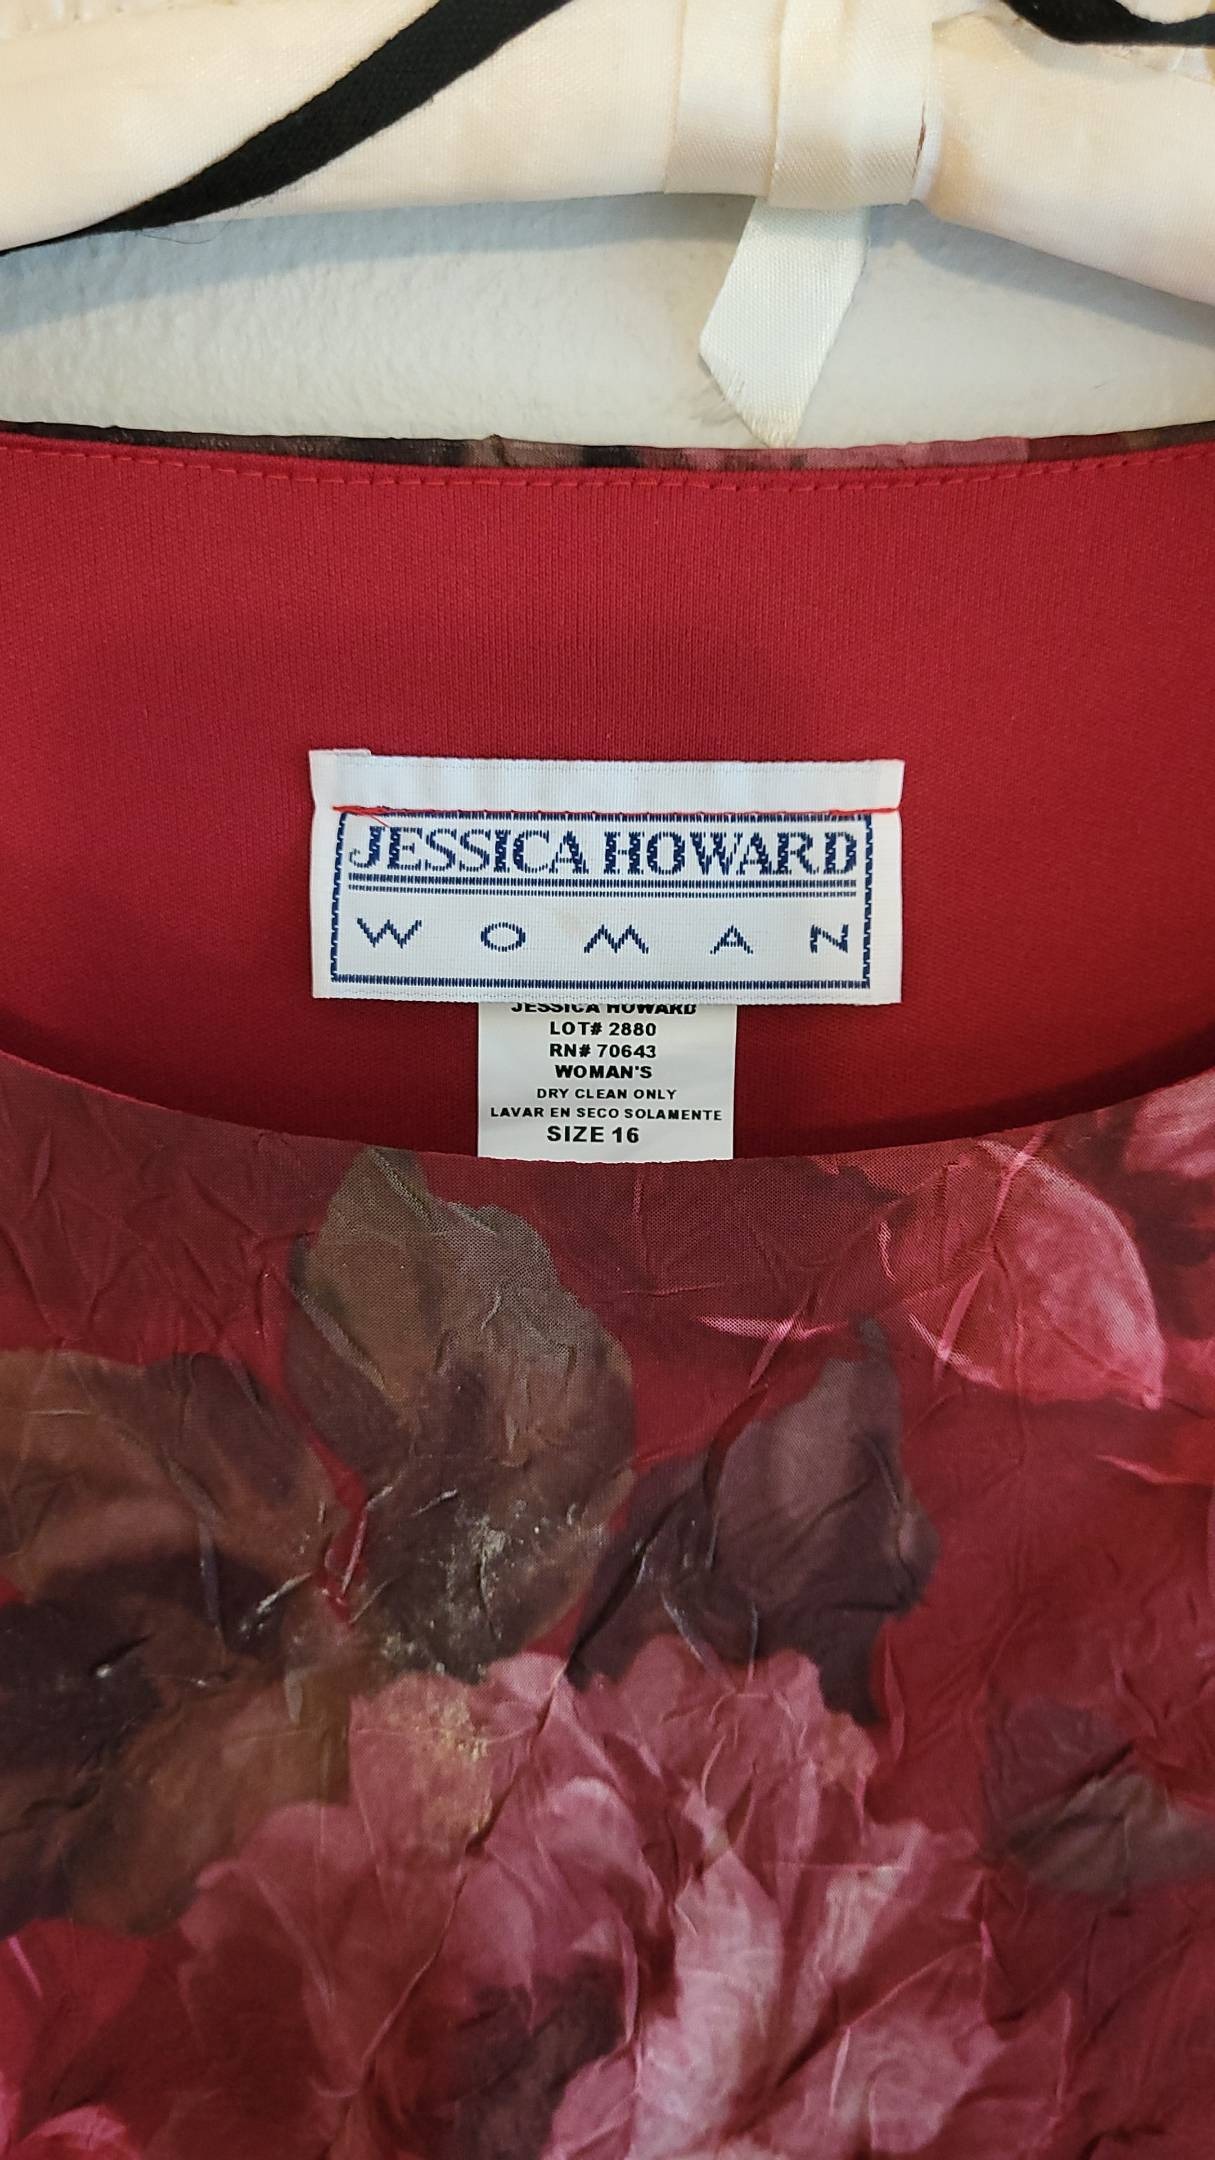 JESSICA HOWARD
WOMAN
JESSICA HOWARD
LOT# 2880
RN# 70643
WOMAN'S
DRY CLEAN ONLY
LAVAR EN SECO SOLAMENTE
SIZE 16